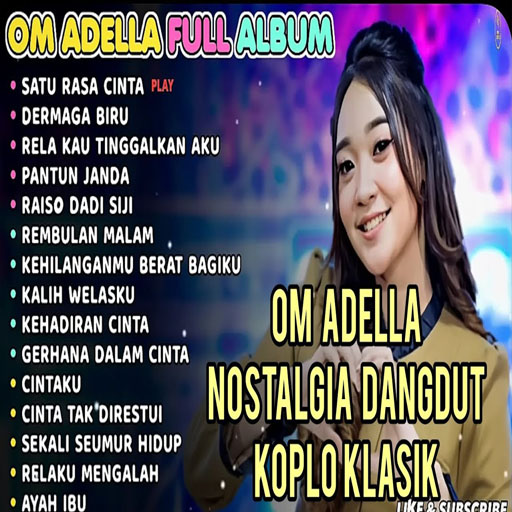 OM ADELLA FULL ALBUM
• SATU RASA CINTA PLAY
• DERMAGA BIRU
• RELA KAU TINGGALKAN AKU
• PANTUN JANDA
• RAISO DADI SIJI
• REMBULAN MALAM
• KEHILANGANMU BERAT BAGIKU
• KALIH WELASKU
• KEHADIRAN CINTA
• GERHANA DALAM CINTA
• CINTAKU
• CINTA TAK DIRESTUI
• SEKALI SEUMUR HIDUP
• RELAKU MENGALAH
• AYAH IBU
OM ADELLA
NOSTALGIA DANGDUT
KOPLO KLASIK
LIKE & SUBSCRIBE